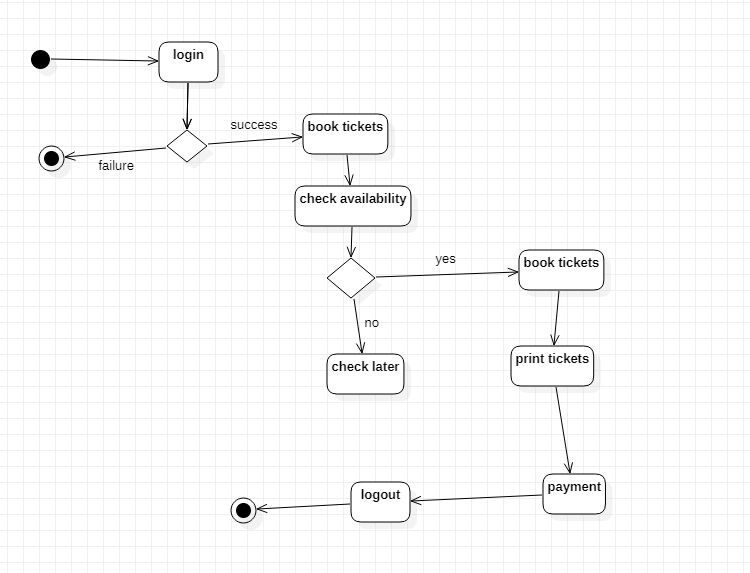 login
success
book tickets
failure
check availability
yes
book tickets
no
print tickets
check later
payment
logout